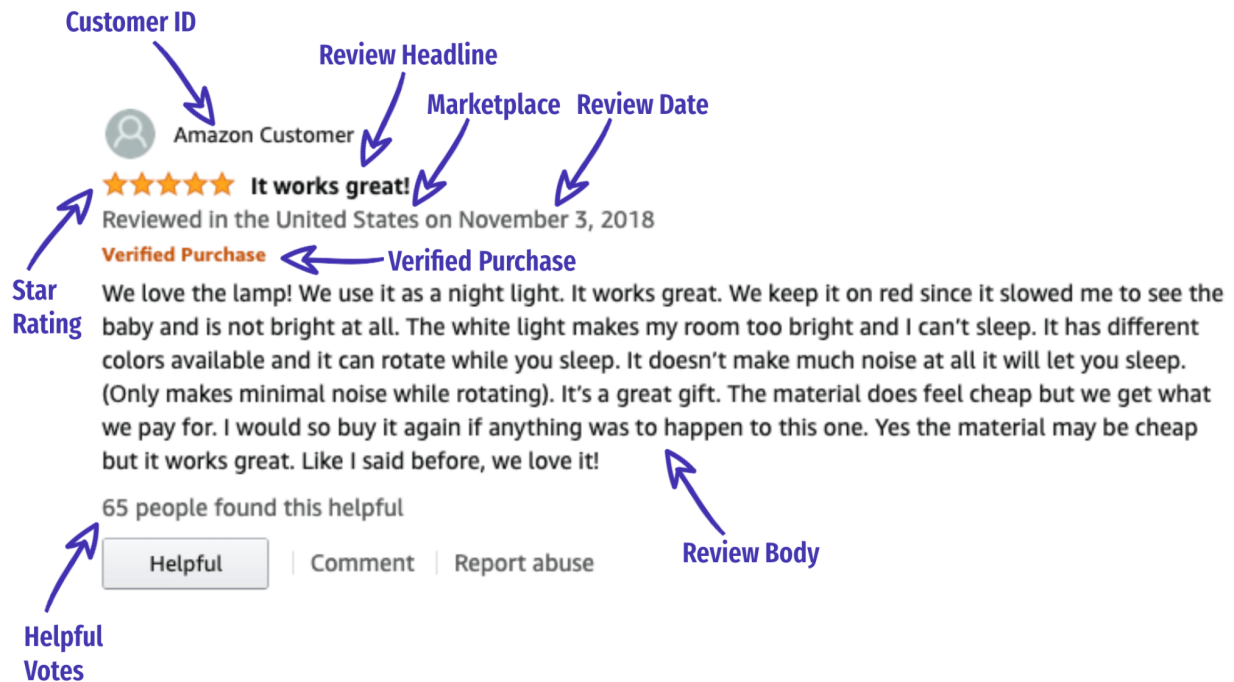 Customer ID
Review Headline
Marketplace Review Date
Amazon Customer
It works great!
Reviewed in the United States on November 3, 2018
Verified Purchase
Verified Purchase
Star
Rating
We love the lamp! We use it as a night light. It works great. We keep it on red since it slowed me to see the
baby and is not bright at all. The white light makes my room too bright and I can't sleep. It has different
colors available and it can rotate while you sleep. It doesn't make much noise at all it will let you sleep.
(Only makes minimal noise while rotating). It's a great gift. The material does feel cheap but we get what
we pay for. I would so buy it again if anything was to happen to this one. Yes the material may be cheap
but it works great. Like I said before, we love it!
65 people found this helpful
Helpful
Comment
Report abuse
Review Body
Helpful
Votes